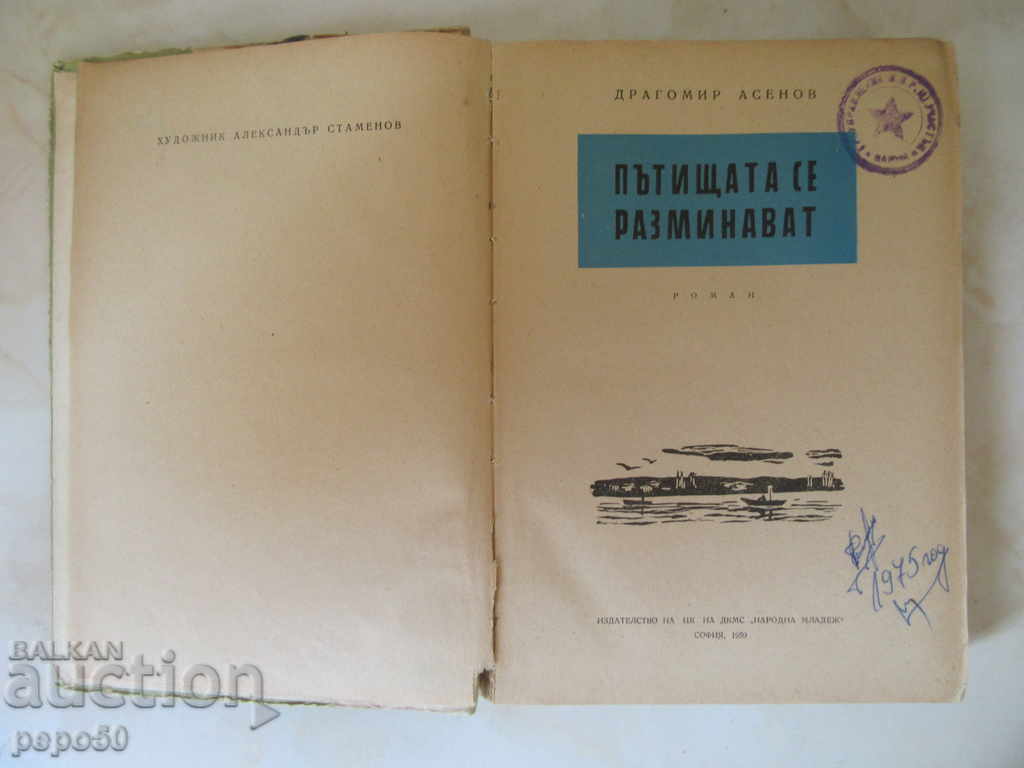 ХУДОЖНИК АЛЕКСАНДЪР СТАМЕНОВ
ДРАГОМИР АСЕНОВ
ПЪТИЩАТА СЕ
РАЗМИНАВАТ
РОМАН
1975 год
ИЗДАТЕЛСТВО НА ЦК НА ДКМС „НАРОДНА МЛАДЕЖ"
СОФИЯ, 1959
BALKAN
auction
popo50